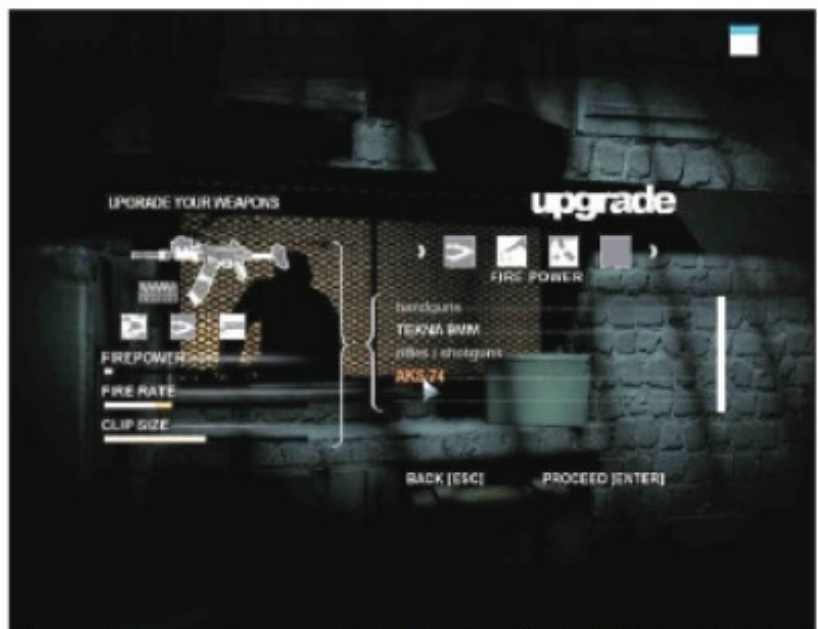 UPGRADE YOUR WEAPONS
upgrade
FIRE POWER
handguns
TEKNA 9MM
rifles | shotguns
AKS 74
FIREPOWER
FIRE RATE
CLIP SIZE
BACK [ESC]
PROCEED [ENTER]